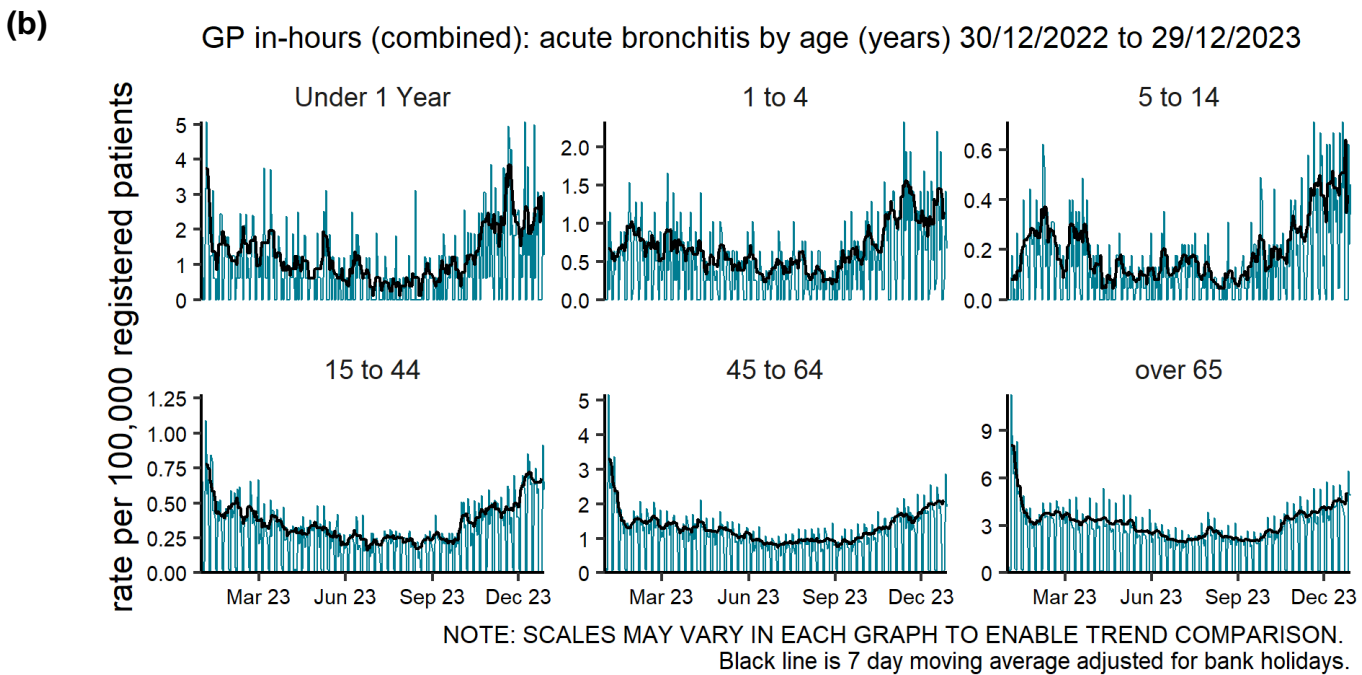 (b)
GP in-hours (combined): acute bronchitis by age (years) 30/12/2022 to 29/12/2023
rate per 100,000 registered patients
Under 1 Year
5
4
3
2
1
0
1 to 4
2.0
1.5
1.0
0.5
0.0
5 to 14
0.6
0.4
0.2
0.0
15 to 44
1.25
1.00
0.75
0.50
0.25
0.00
Mar 23 Jun 23 Sep 23 Dec 23
45 to 64
5
4
3
2
1
0
Mar 23 Jun 23 Sep 23 Dec 23
over 65
9
6
3
0
Mar 23 Jun 23 Sep 23 Dec 23
NOTE: SCALES MAY VARY IN EACH GRAPH TO ENABLE TREND COMPARISON.
Black line is 7 day moving average adjusted for bank holidays.